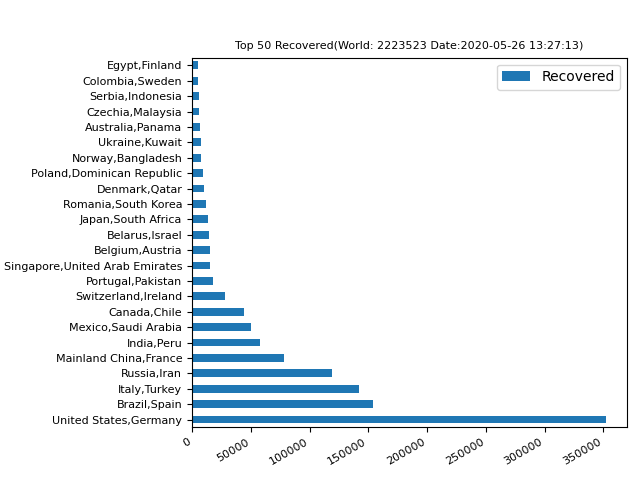 Top 50 Recovered(World: 2223523 Date:2020-05-26 13:27:13)
Recovered
Egypt,Finland
Colombia,Sweden
Serbia,Indonesia
Czechia,Malaysia
Australia,Panama
Ukraine,Kuwait
Norway,Bangladesh
Poland,Dominican Republic
Denmark,Qatar
Romania,South Korea
Japan,South Africa
Belarus,Israel
Belgium,Austria
Singapore,United Arab Emirates
Portugal,Pakistan
Switzerland,Ireland
Canada,Chile
Mexico,Saudi Arabia
India,Peru
Mainland China,France
Russia,Iran
Italy,Turkey
Brazil,Spain
United States,Germany
0
50000
100000
150000
200000
250000
300000
350000